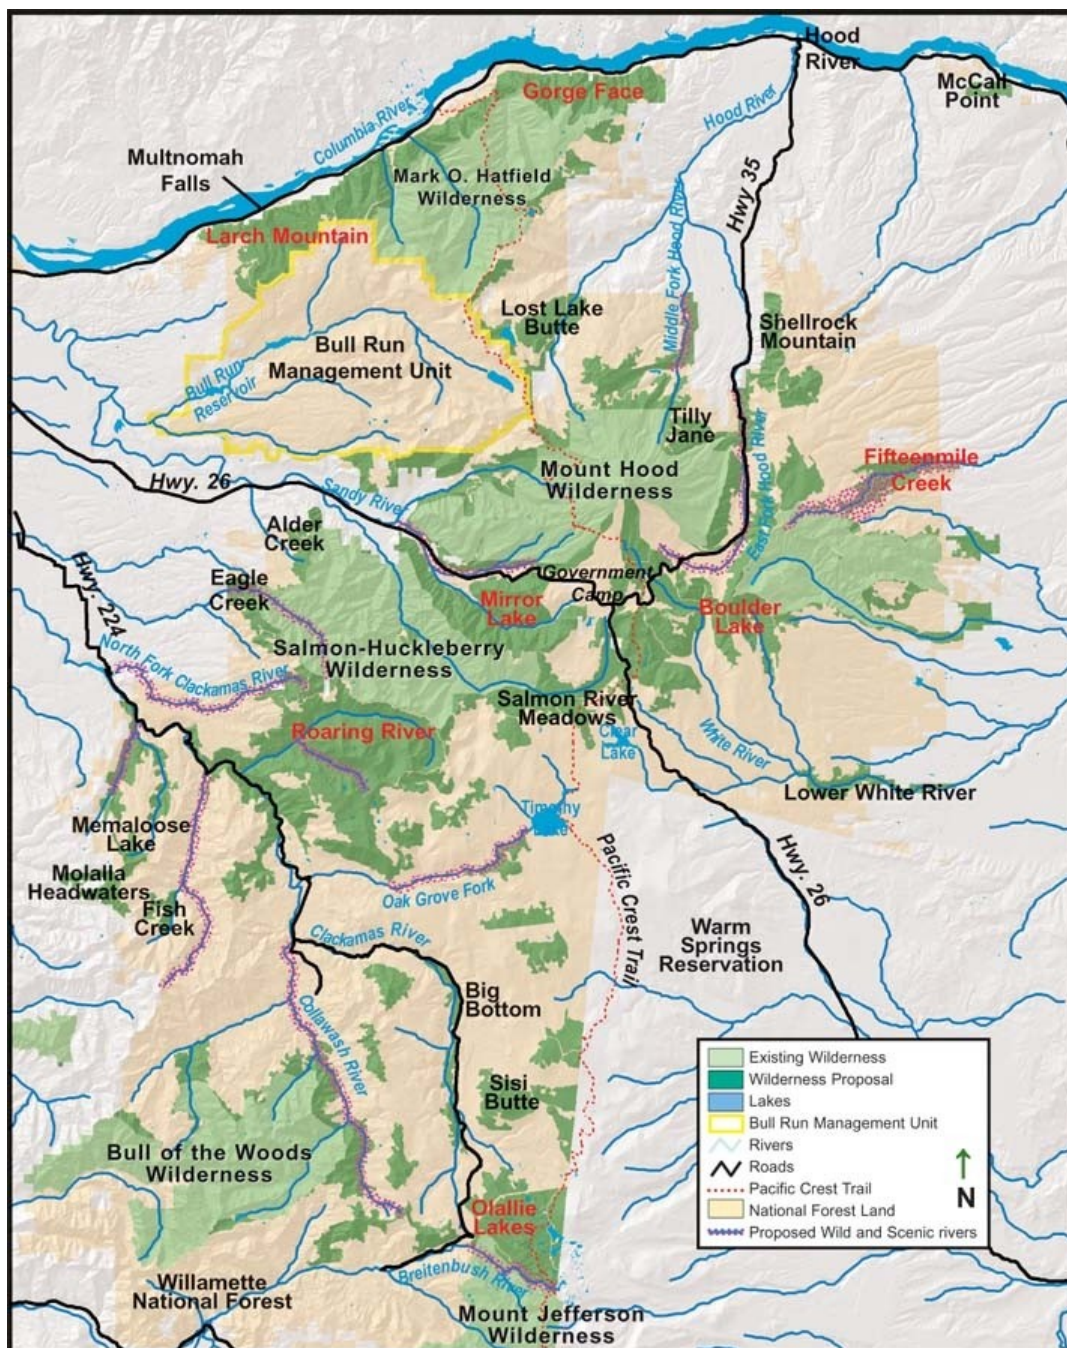 Hood
River
McCall
Point
Gorge Face
Hood River
Columbia River
Multnomah
Falls
Mark O. Hatfield
Wilderness
Hwy 35
Larch Mountain
Middle Fork Hood River
Lost Lake
Butte
Shellrock
Mountain
Bull Run
Management Unit
Bull Run
Reservoir
Tilly
Jane
Mount Hood
Wilderness
Fifteenmile
Creek
Hwy. 26
Sandy River
East Fork Hood River
Alder
Creek
Government
Camp
Eagle
Creek
Mirror
Lake
Boulder
Lake
Hwy. 224
Salmon-Huckleberry
Wilderness
North Fork Clackamas River
Salmon River
Meadows
Roaring River
Clear
Lake
White River
Lower White River
Timothy
Lake
Memaloose
Lake
Pacific Crest Trail
Hwy. 26
Molalla
Headwaters
Oak Grove Fork
Fish
Creek
Clackamas River
Warm
Springs
Reservation
Big
Bottom
Collawash River
Sisi
Butte
Bull of the Woods
Wilderness
Olallie
Lakes
Breitenbush River
Willamette
National Forest
Mount Jefferson
Wilderness
Existing Wilderness
Wilderness Proposal
Lakes
Bull Run Management Unit
Rivers
Roads
Pacific Crest Trail
National Forest Land
Proposed Wild and Scenic rivers
N